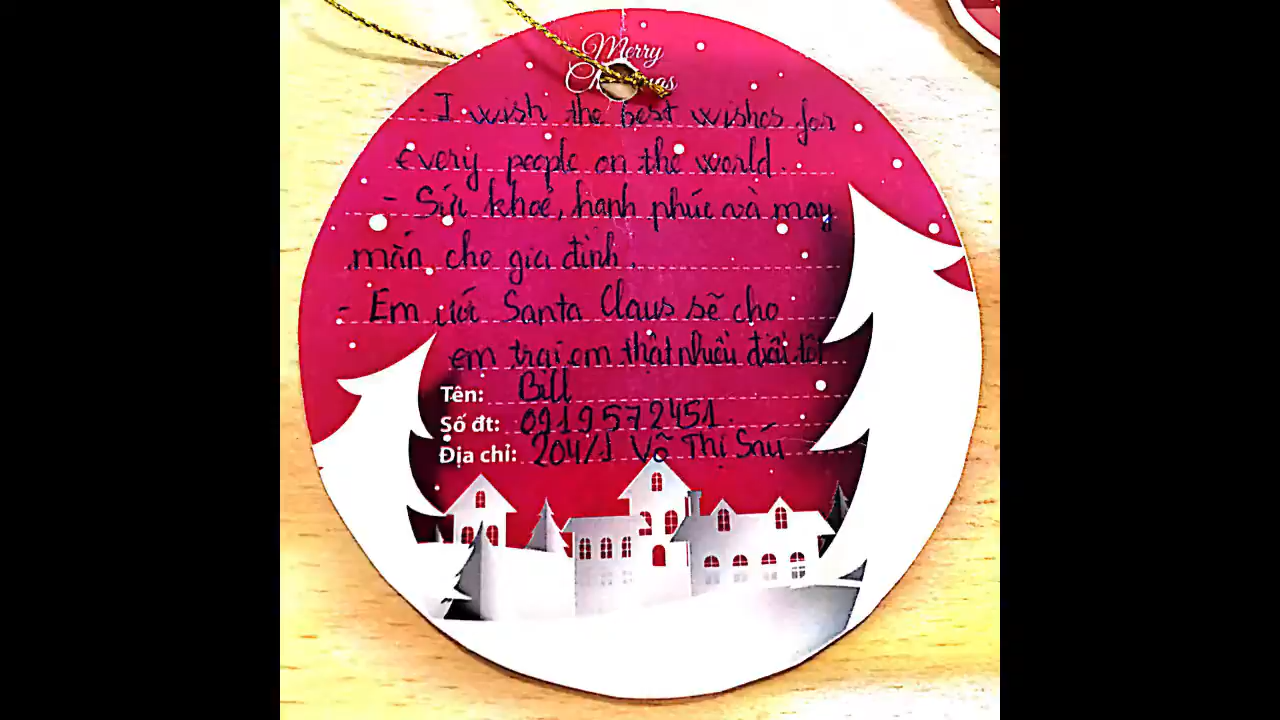 Merry
Christmas
- I wish the best wishes for
every people on the world.
- Sức khoẻ, hạnh phúc và may
mắn cho gia đình.
- Em ước Santa Claus sẽ cho
em trai em thật nhiều điều tốt
Tên: Bill
Số đt: 0919572451.
Địa chỉ: 204/1 Võ Thị Sáu